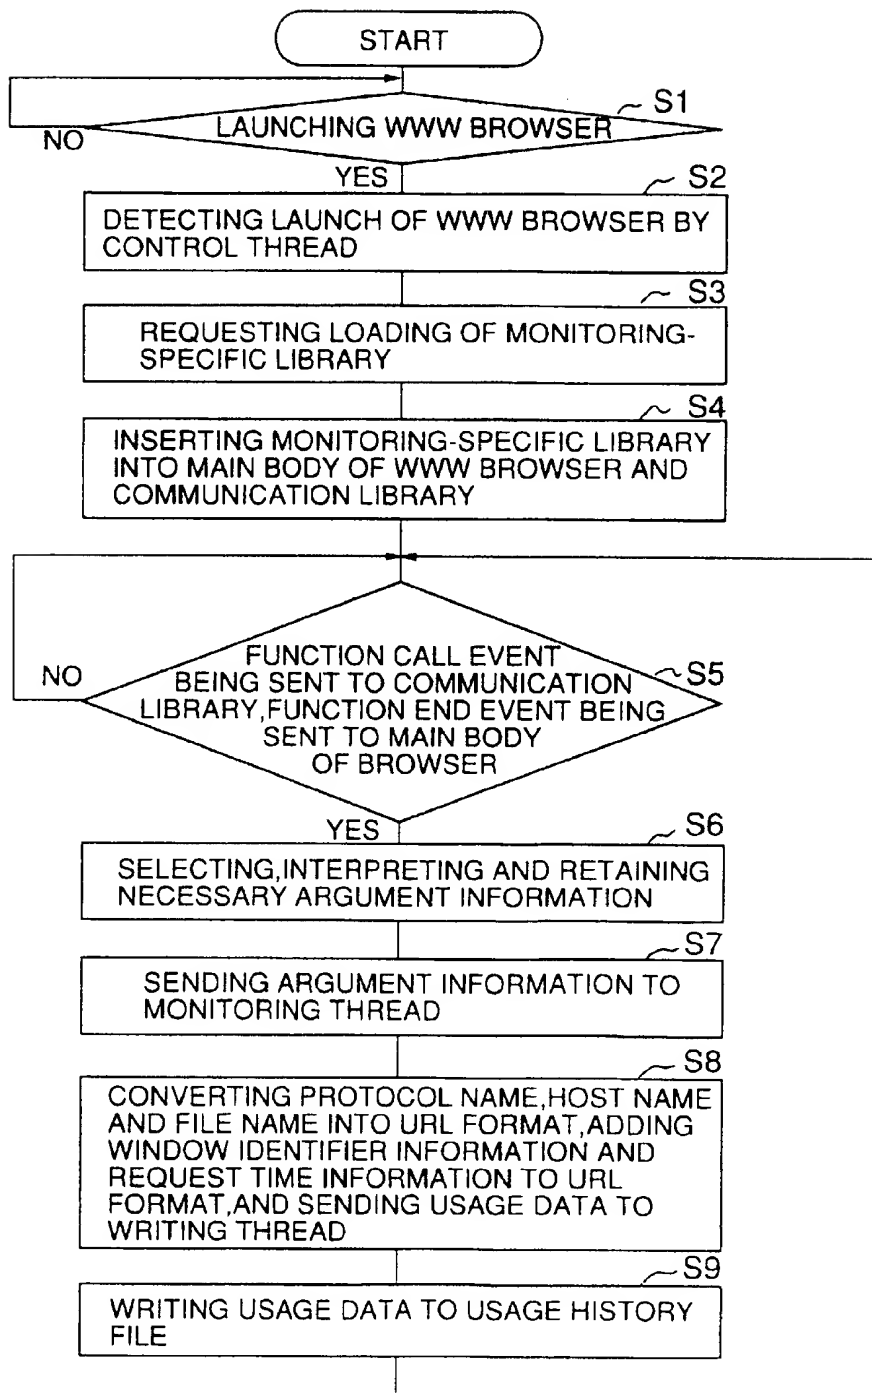 START
S1
LAUNCHING WWW BROWSER
NO
YES
S2
DETECTING LAUNCH OF WWW BROWSER BY
CONTROL THREAD
S3
REQUESTING LOADING OF MONITORING-
SPECIFIC LIBRARY
S4
INSERTING MONITORING-SPECIFIC LIBRARY
INTO MAIN BODY OF WWW BROWSER AND
COMMUNICATION LIBRARY
FUNCTION CALL EVENT
NO
S5
BEING SENT TO COMMUNICATION
LIBRARY,FUNCTION END EVENT BEING
SENT TO MAIN BODY
OF BROWSER
YES
S6
SELECTING,INTERPRETING AND RETAINING
NECESSARY ARGUMENT INFORMATION
S7
SENDING ARGUMENT INFORMATION TO
MONITORING THREAD
S8
CONVERTING PROTOCOL NAME,HOST NAME
AND FILE NAME INTO URL FORMAT,ADDING
WINDOW IDENTIFIER INFORMATION AND
REQUEST TIME INFORMATION TO URL
FORMAT,AND SENDING USAGE DATA TO
WRITING THREAD
S9
WRITING USAGE DATA TO USAGE HISTORY
FILE